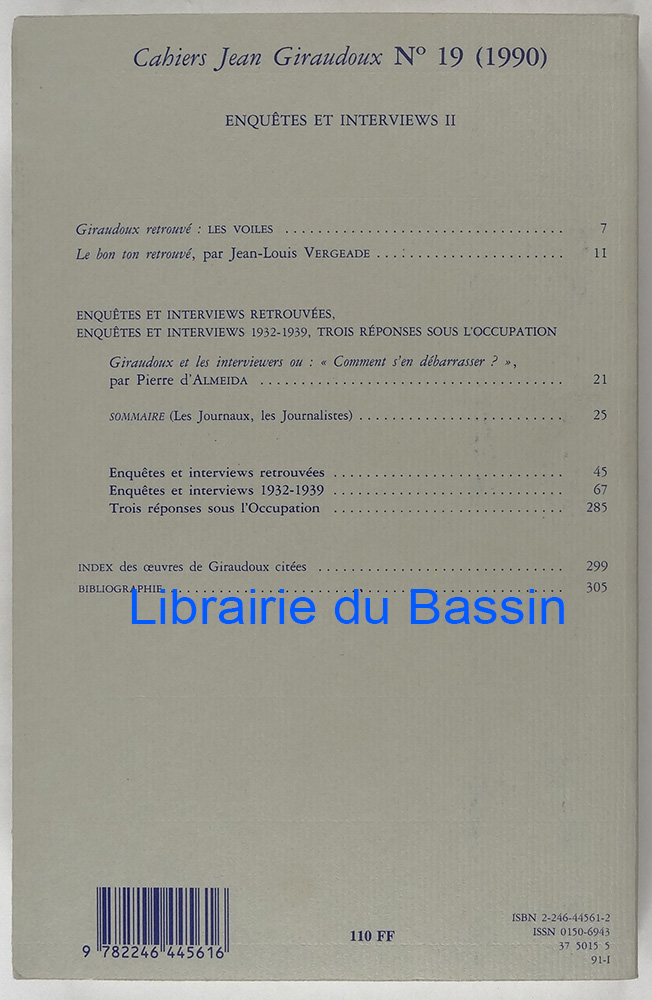 Cahiers Jean Giraudoux Nº 19 (1990)
ENQUÊTES ET INTERVIEWS II
Giraudoux retrouvé : LES VOILES .................................. 7
Le bon ton retrouvé, par Jean-Louis VERGEADE ....................... 11
ENQUÊTES ET INTERVIEWS RETROUVÉES,
ENQUÊTES ET INTERVIEWS 1932-1939, TROIS RÉPONSES SOUS L'OCCUPATION
Giraudoux et les interviewers ou : « Comment s'en débarrasser ? »,
par Pierre d'ALMEIDA ..................................... 21
SOMMAIRE (Les Journaux, les Journalistes) ......................... 25
Enquêtes et interviews retrouvées ............................ 45
Enquêtes et interviews 1932-1939 ............................ 67
Trois réponses sous l'Occupation ............................ 285
INDEX des œuvres de Giraudoux citées .............................. 299
BIBLIOGRAPHIE ................................................ 305
Librairie du Bassin
9 782246 445616
110 FF
ISBN 2-246-44561-2
ISSN 0150-6943
37 5015 5
91-I